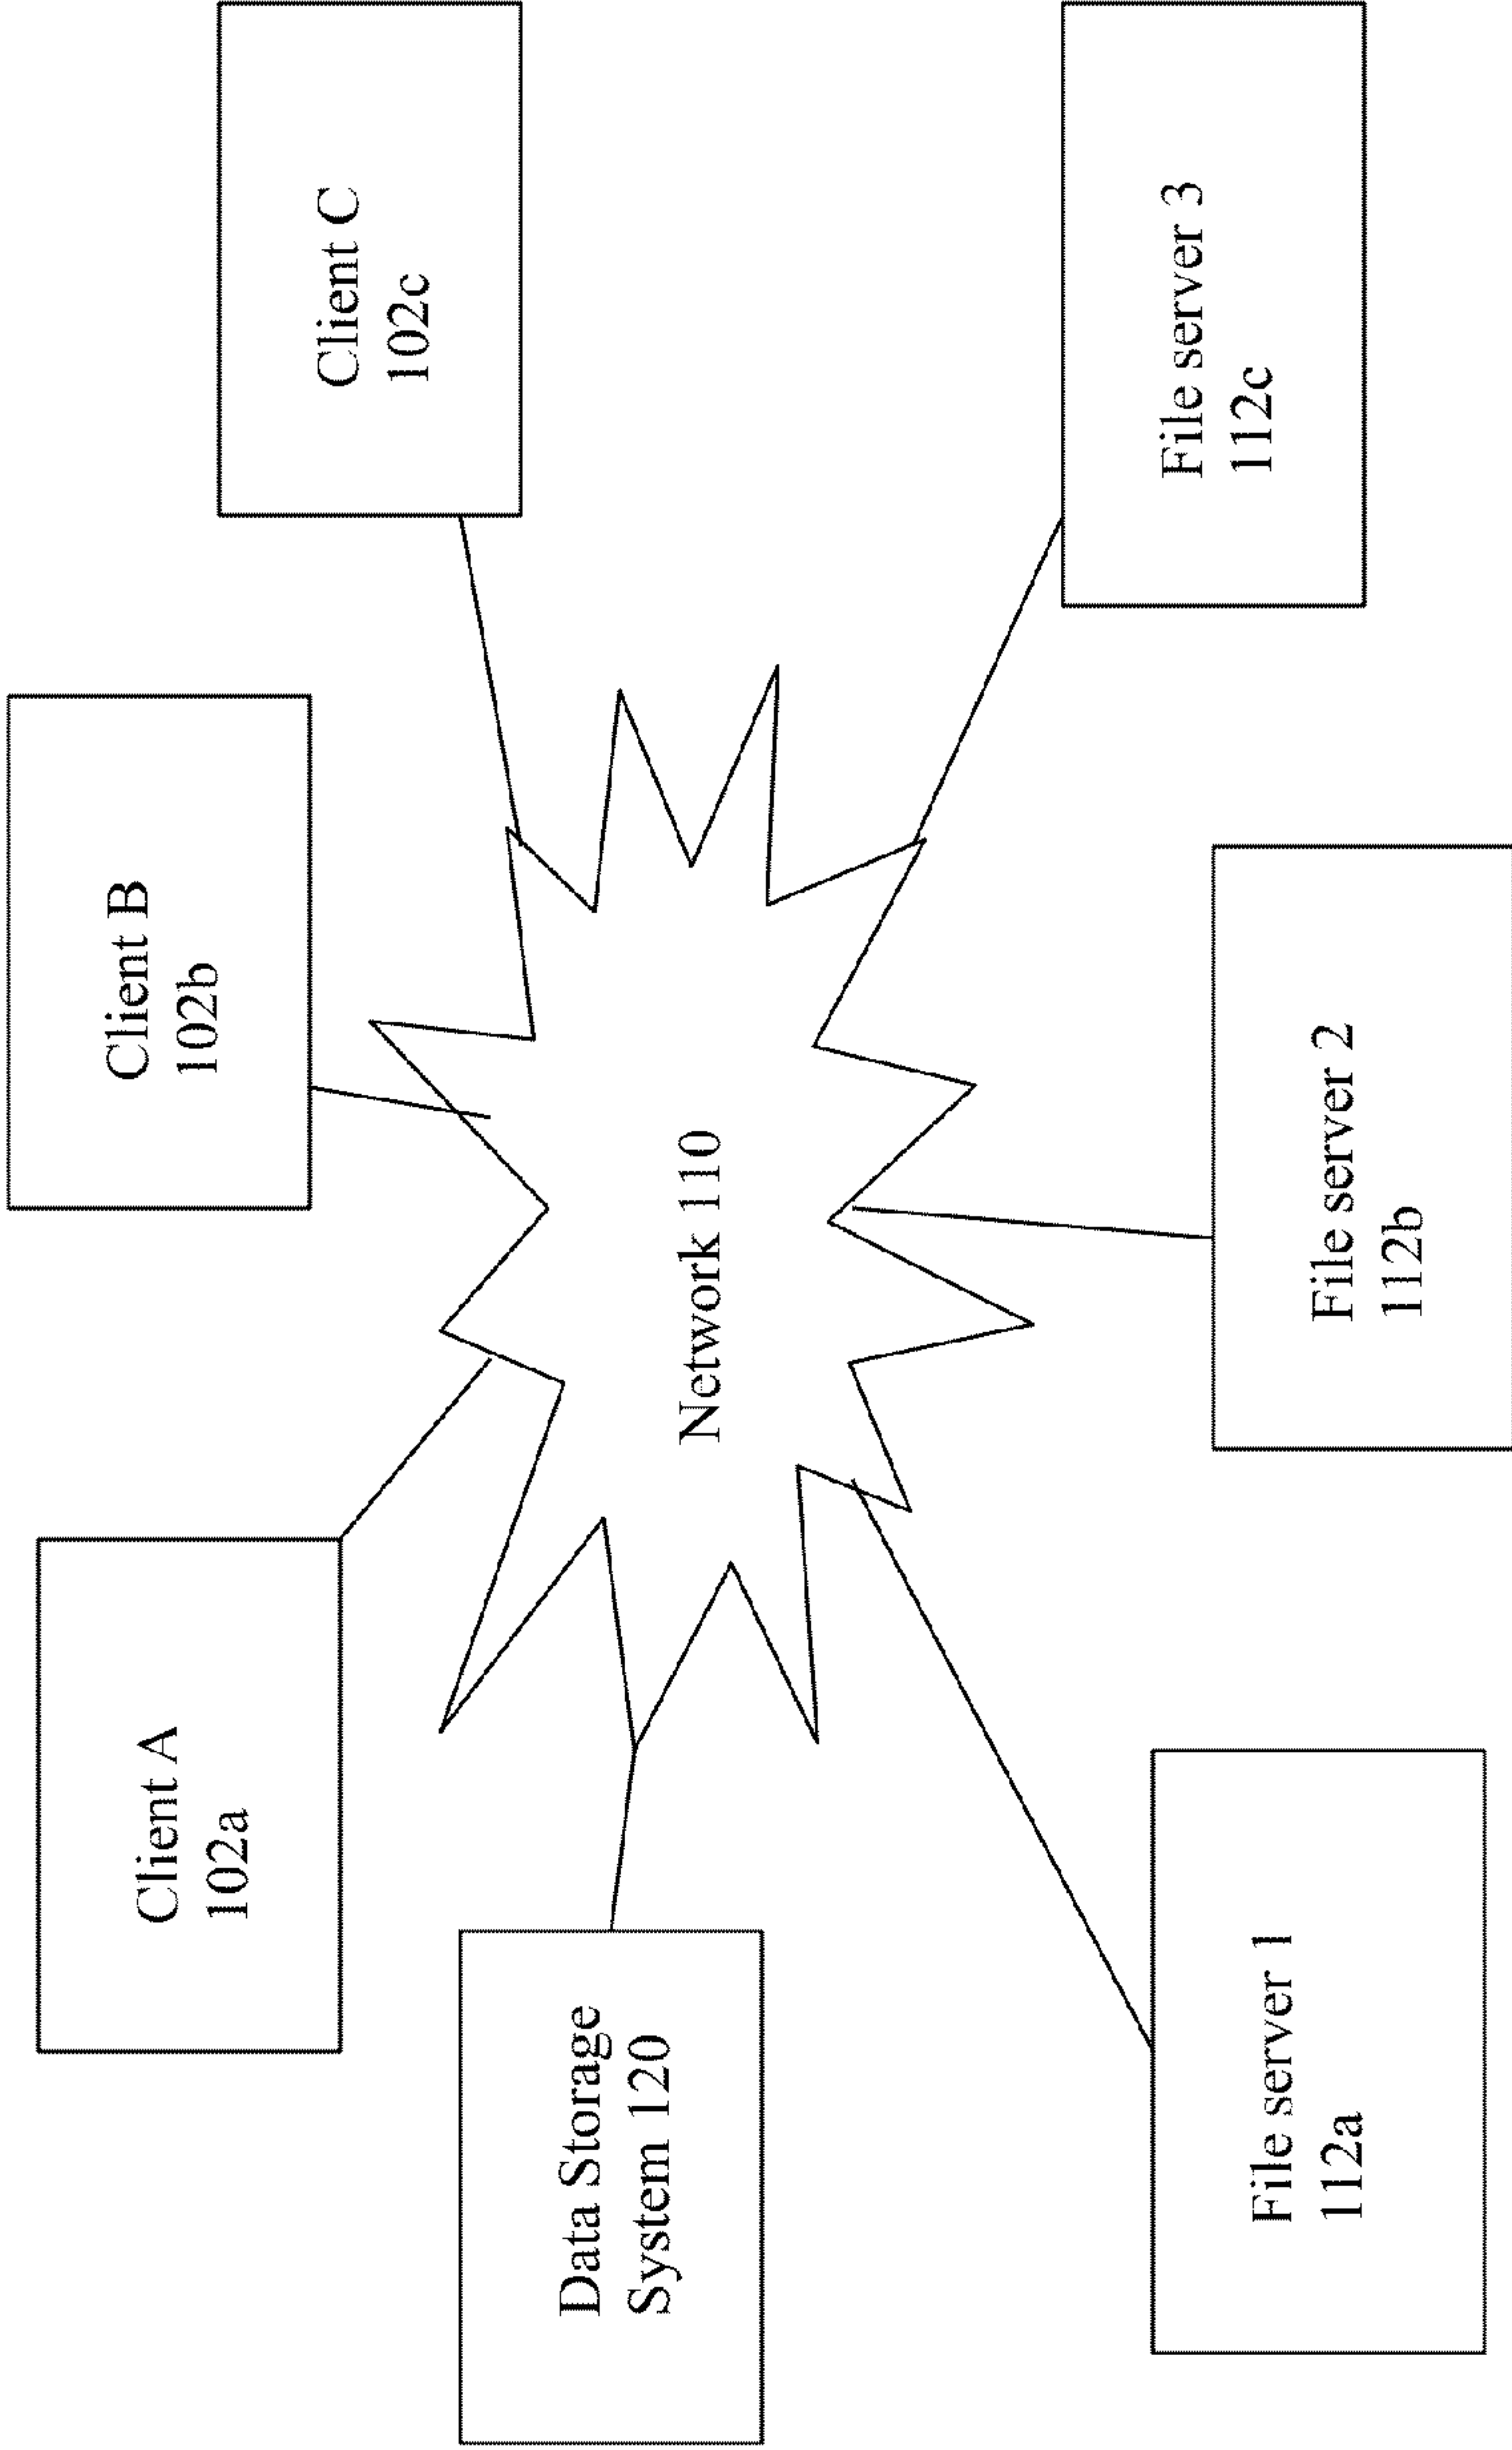 Client A
102a
Client B
102b
Client C
102c
Data Storage
System 120
Network 110
File server 1
112a
File server 2
112b
File server 3
112c